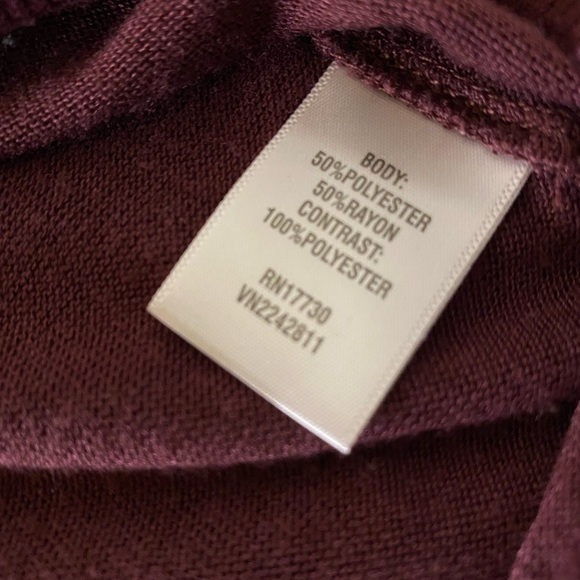 BODY:
50%POLYESTER
50%RAYON
CONTRAST:
100%POLYESTER
RN17730
VN2242811